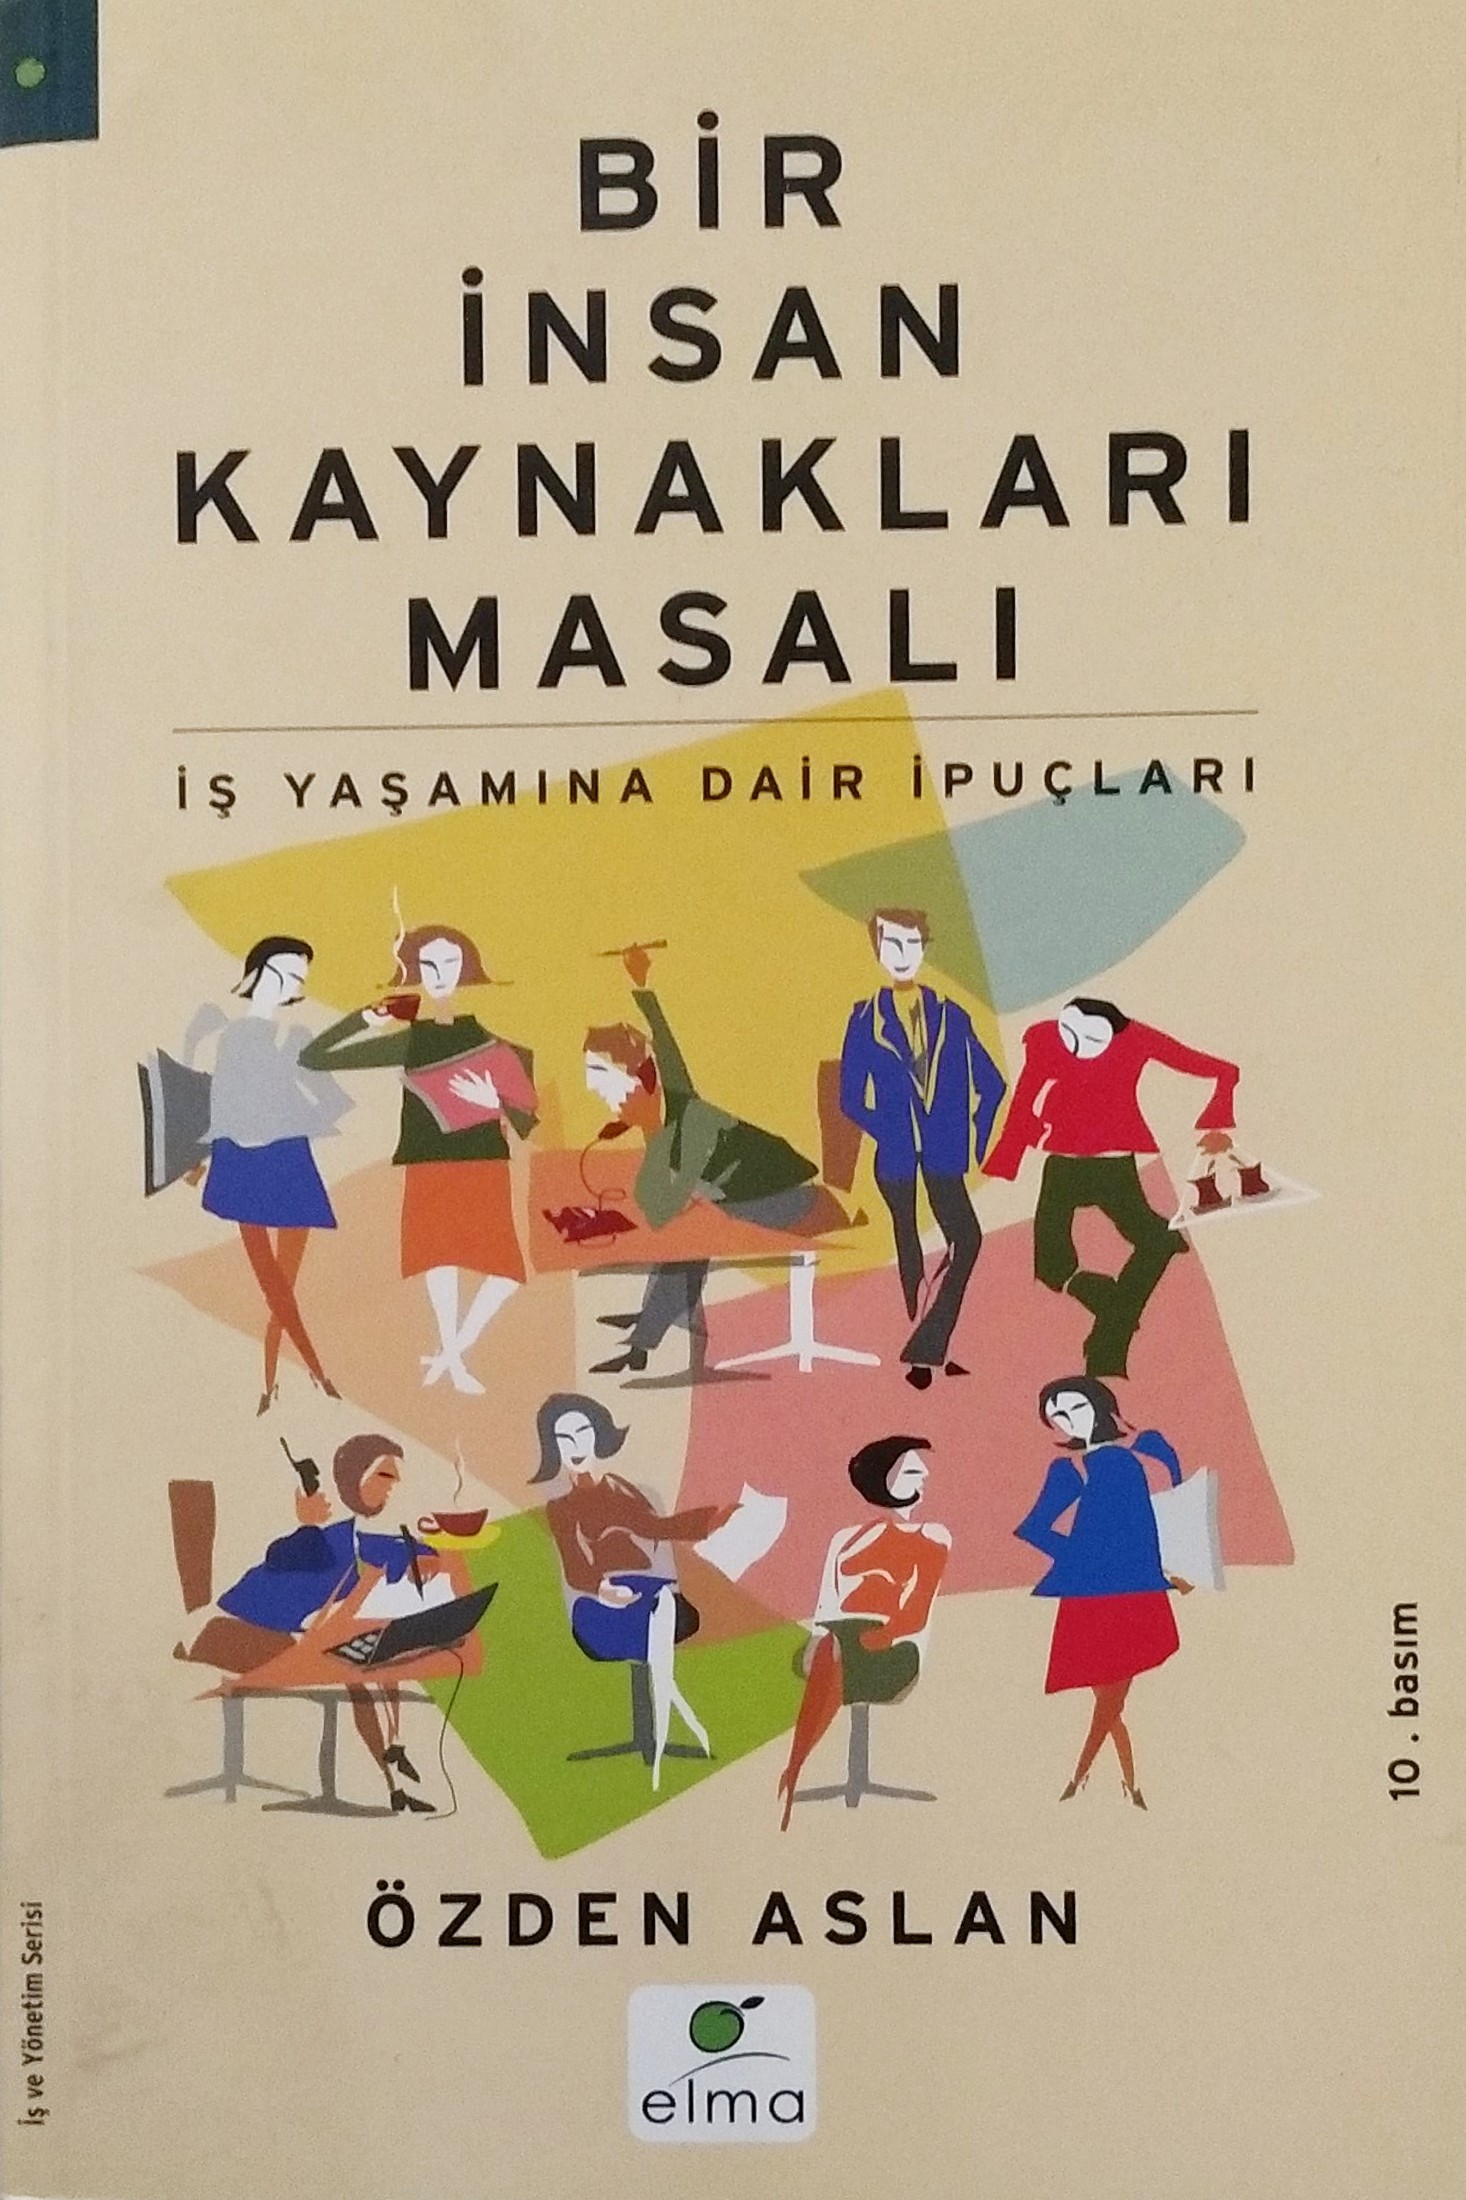 BİR
İNSAN
KAYNAKLARI
MASALI
İŞ YAŞAMINA DAİR İPUÇLARI
10. basım
ÖZDEN ASLAN
İş ve Yönetim Serisi
elma